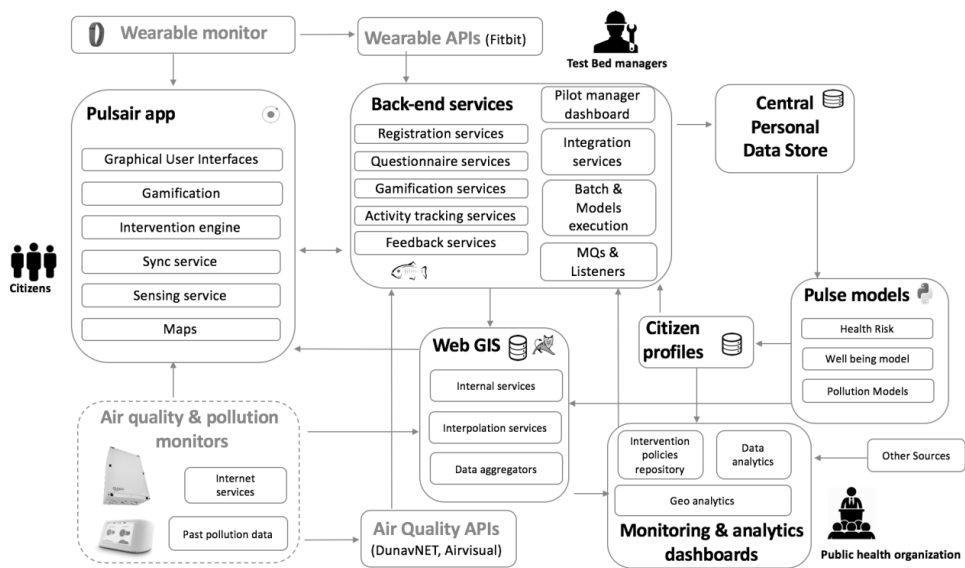 Wearable monitor
Wearable APIs (Fitbit)
Test Bed managers
Pulsair app
Graphical User Interfaces
Gamification
Intervention engine
Sync service
Sensing service
Maps
Citizens
Back-end services
Registration services
Questionnaire services
Gamification services
Activity tracking services
Feedback services
Pilot manager
dashboard
Integration
services
Batch &
Models
execution
MQs &
Listeners
Central
Personal
Data Store
Pulse models
Health Risk
Well being model
Pollution Models
Citizen
profiles
Web GIS
Internal services
Interpolation services
Data aggregators
Air quality & pollution
monitors
Internet
services
Past pollution data
Air Quality APIs
(DunavNET, Airvisual)
Intervention
policies
repository
Data
analytics
Geo analytics
Monitoring & analytics
dashboards
Other Sources
Public health organization